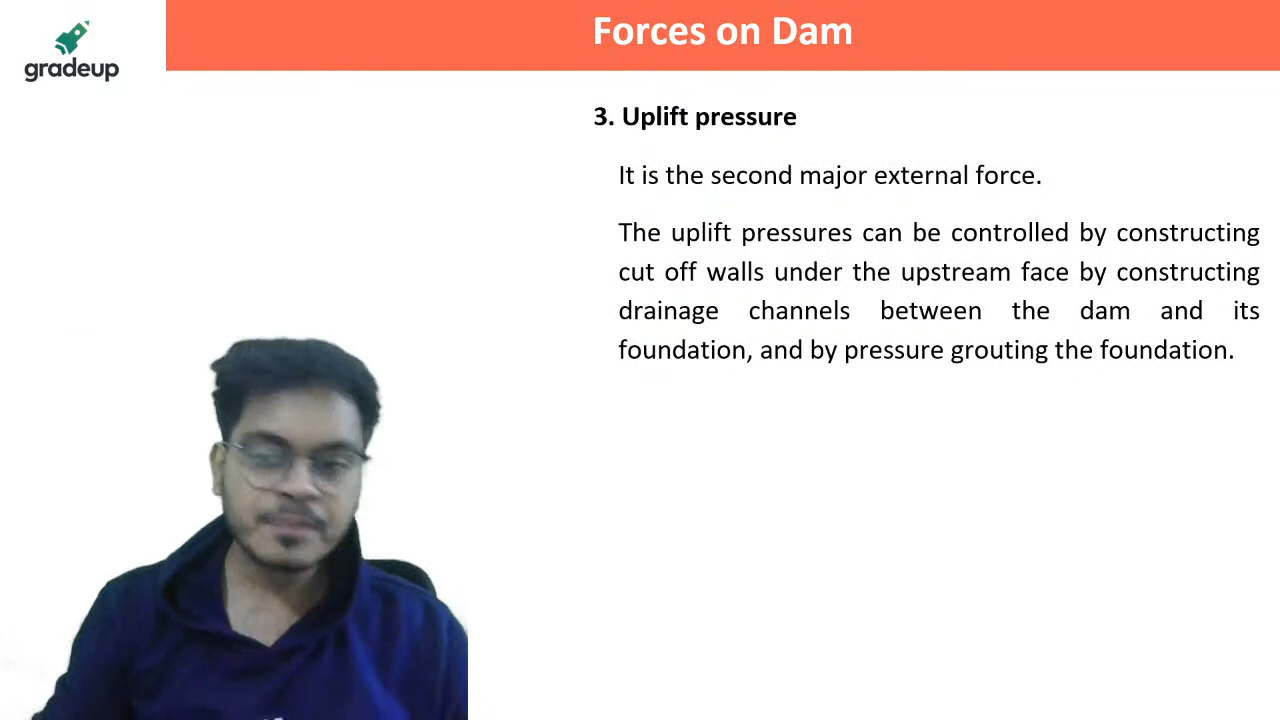 gradeup
Forces on Dam
3. Uplift pressure
It is the second major external force.
The uplift pressures can be controlled by constructing
cut off walls under the upstream face by constructing
drainage channels between the dam and its
foundation, and by pressure grouting the foundation.